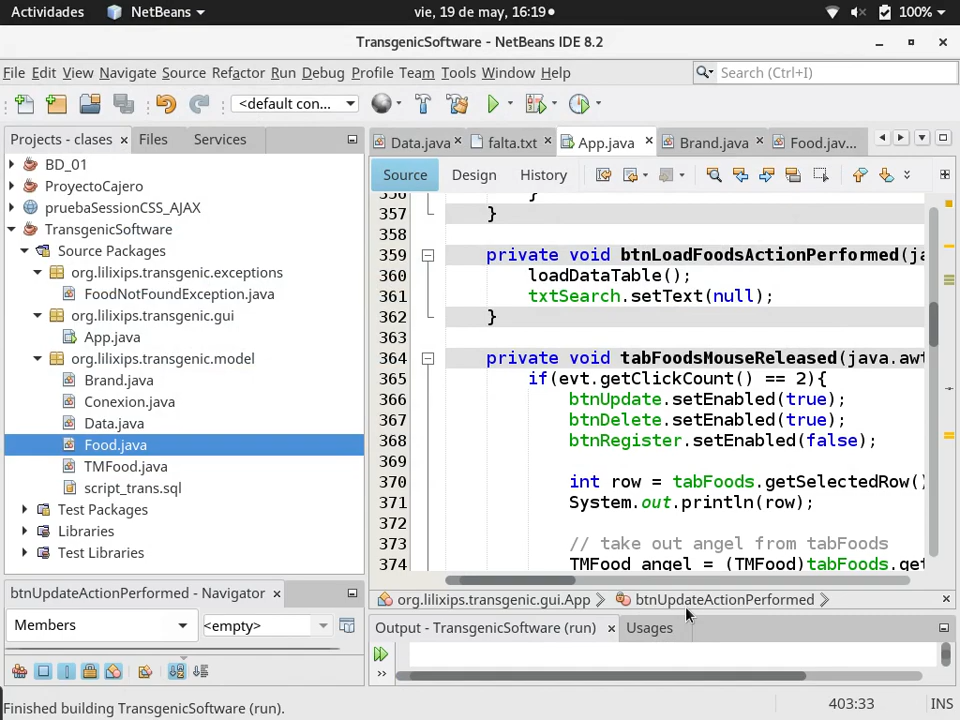 Actividades
NetBeans
vie, 19 de may, 16:19
100%
TransgenicSoftware - NetBeans IDE 8.2
File Edit View Navigate Source Refactor Run Debug Profile Team Tools Window Help
Search (Ctrl+I)
<default con...
Projects - clases
Files
Services
BD_01
ProyectoCajero
pruebaSessionCSS_AJAX
TransgenicSoftware
Source Packages
org.lilixips.transgenic.exceptions
FoodNotFoundException.java
org.lilixips.transgenic.gui
App.java
org.lilixips.transgenic.model
Brand.java
Conexion.java
Data.java
Food.java
TMFood.java
script_trans.sql
Test Packages
Libraries
Test Libraries
btnUpdateActionPerformed - Navigator
Members
<empty>
Finished building TransgenicSoftware (run).
Data.java
falta.txt
App.java
Brand.java
Food.jav...
Source
Design
History
356 }
357 }
358
359 private void btnLoadFoodsActionPerformed(ja
360 loadDataTable();
361 txtSearch.setText(null);
362 }
363
364 private void tabFoodsMouseReleased(java.awt
365 if(evt.getClickCount() == 2){
366 btnUpdate.setEnabled(true);
367 btnDelete.setEnabled(true);
368 btnRegister.setEnabled(false);
369
370 int row = tabFoods.getSelectedRow()
371 System.out.println(row);
372
373 // take out angel from tabFoods
374 TMFood angel = (TMFood)tabFoods.get
org.lilixips.transgenic.gui.App
btnUpdateActionPerformed
Output - TransgenicSoftware (run)
Usages
403:33
INS